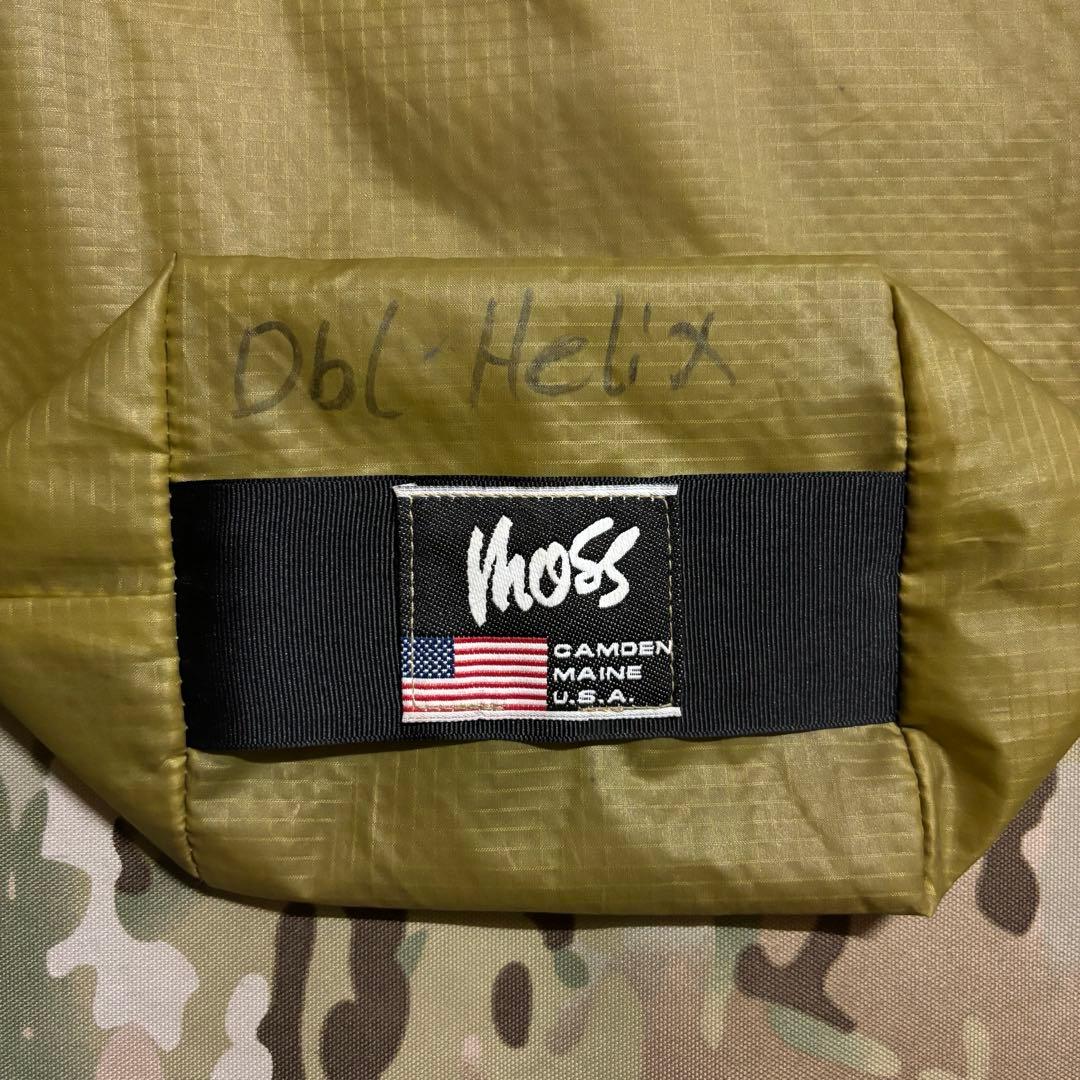 Dbl. Helix
moss
CAMDEN
MAINE
U.S.A.